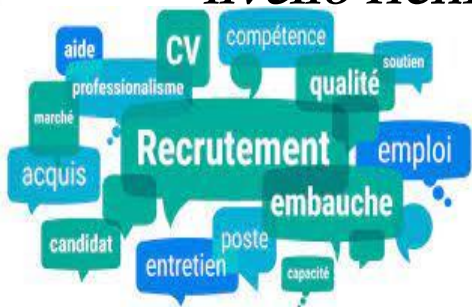 aide
CV
compétence
professionalisme
qualité
soutien
marché
Recrutement
emploi
acquis
embauche
candidat
poste
entretien
capacité